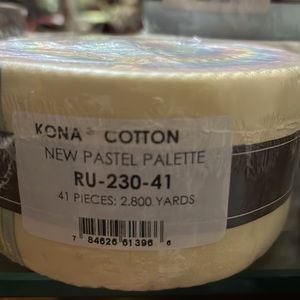 KONA® COTTON
NEW PASTEL PALETTE
RU-230-41
41 PIECES: 2.800 YARDS
7 84626 61396 6